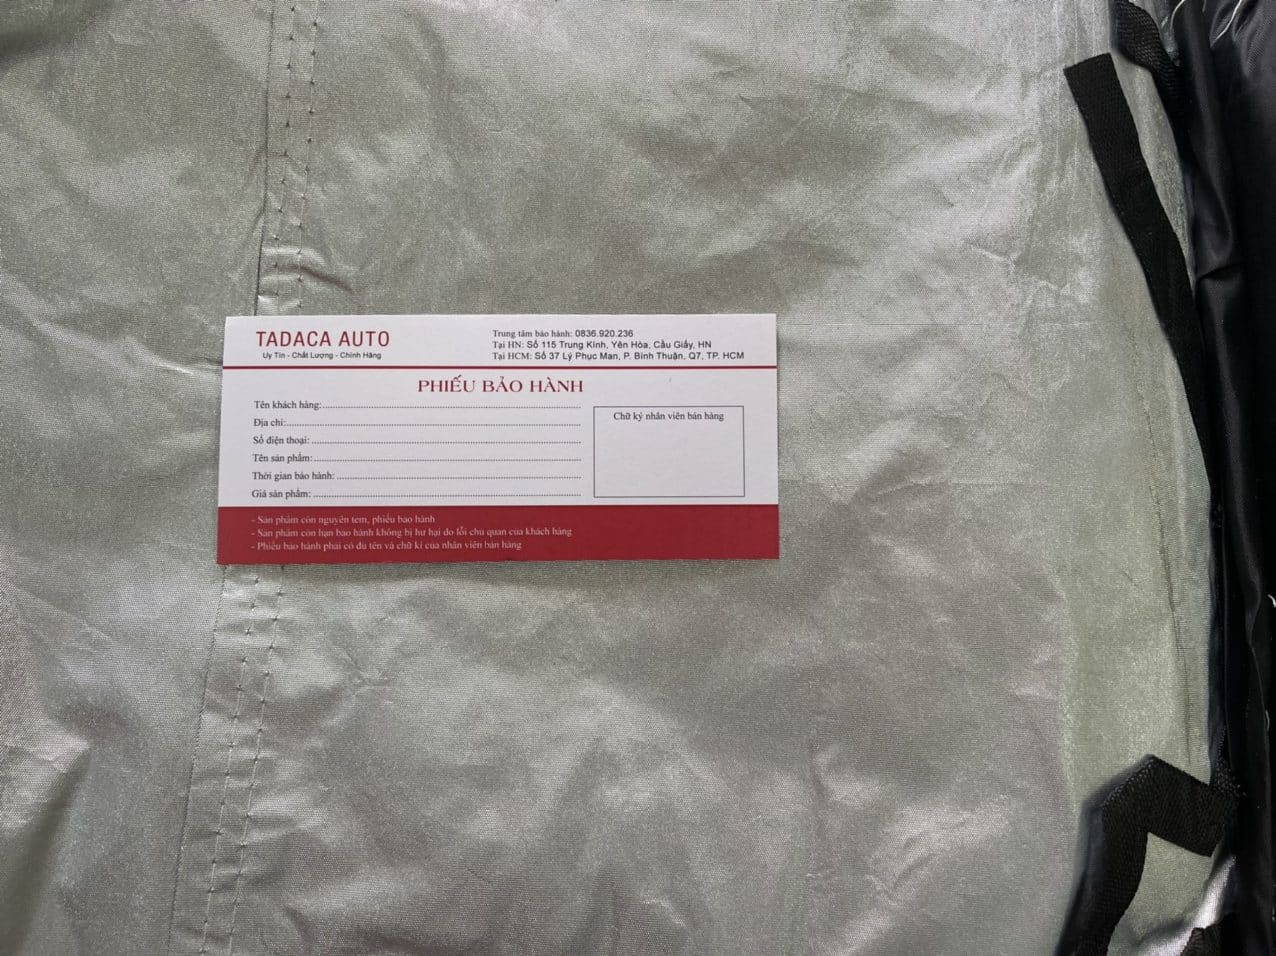 TADACA AUTO
Uy Tín - Chất Lượng - Chính Hãng
Trung tâm bảo hành: 0836.920.236
Tại HN: Số 115 Trung Kính, Yên Hòa, Cầu Giấy, HN
Tại HCM: Số 37 Lý Phục Man, P. Bình Thuận, Q7, TP. HCM
PHIẾU BẢO HÀNH
Tên khách hàng:
Địa chỉ:
Số điện thoại:
Tên sản phẩm:
Thời gian bảo hành:
Giá sản phẩm:
Chữ ký nhân viên bán hàng
- Sản phẩm còn nguyên tem, phiếu bảo hành
- Sản phẩm còn hạn bảo hành không bị hư hại do lỗi chủ quan của khách hàng
- Phiếu bảo hành phải có đủ tên và chữ kí của nhân viên bán hàng